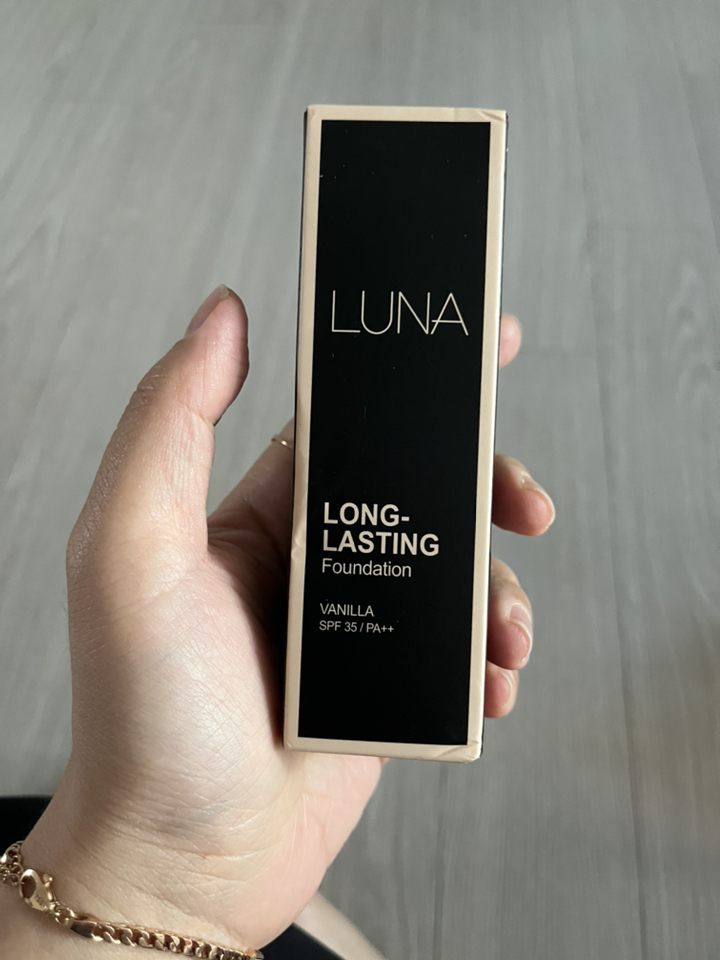 LUNA
LONG-
LASTING
Foundation
VANILLA
SPF 35 / PA++